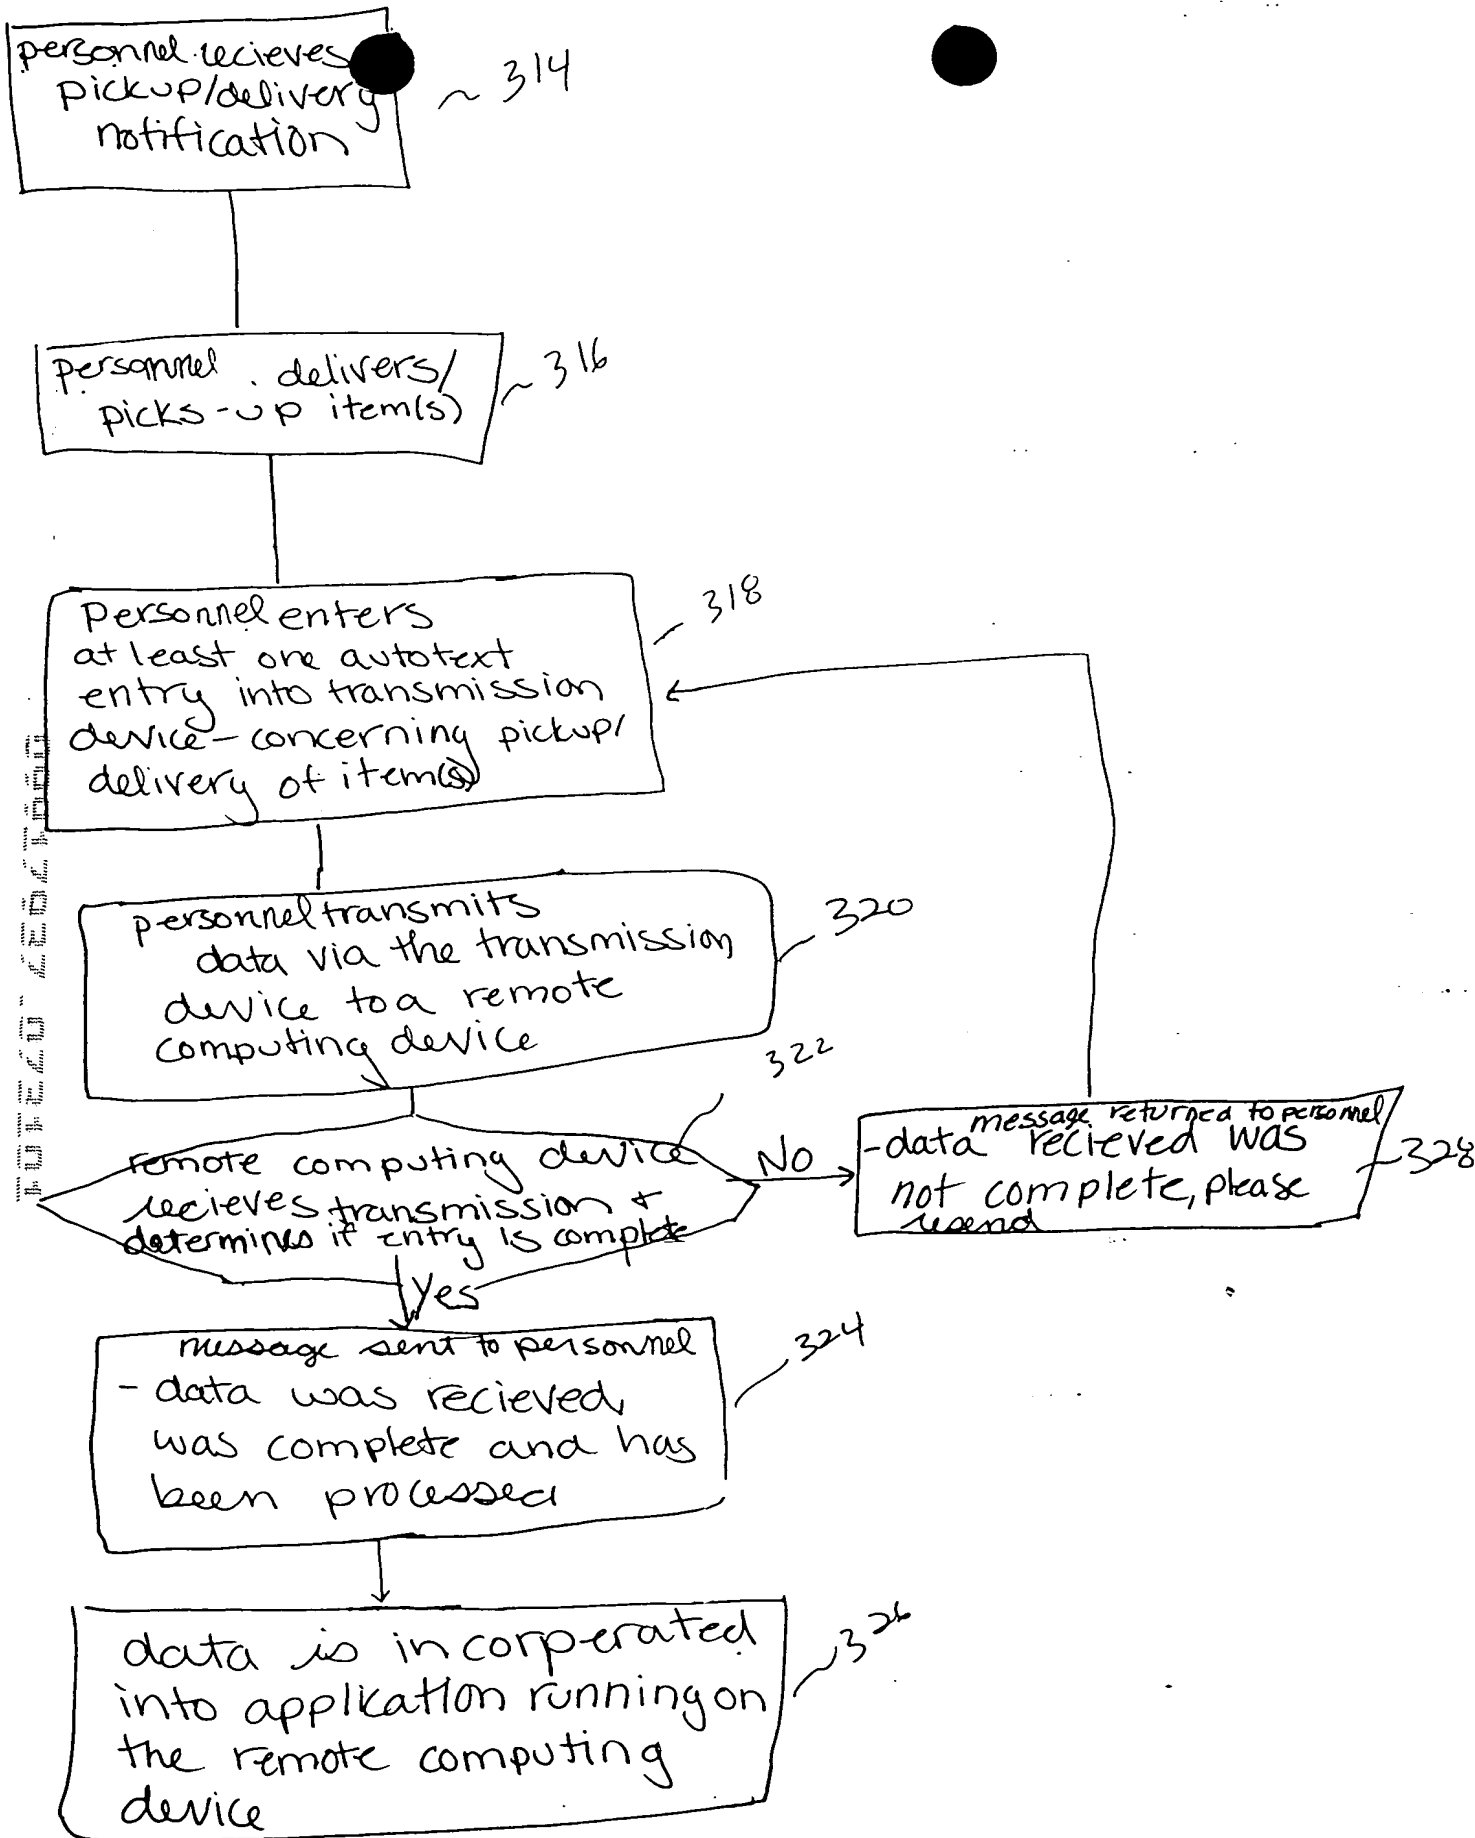 personnel recieves
pickup/delivery
notification
314
personnel delivers/
picks-up item(s)
316
Personnel enters
at least one autotext
entry into transmission
device - concerning pickup/
delivery of item(s)
318
personnel transmits
data via the transmission
device to a remote
computing device
320
322
remote computing device
recieves transmission +
determines if entry is complete
No
message returned to personnel
- data recieved was
not complete, please
resend
328
Yes
message sent to personnel
- data was recieved,
was complete and has
been processed
324
data is incorperated
into application running on
the remote computing
device
326